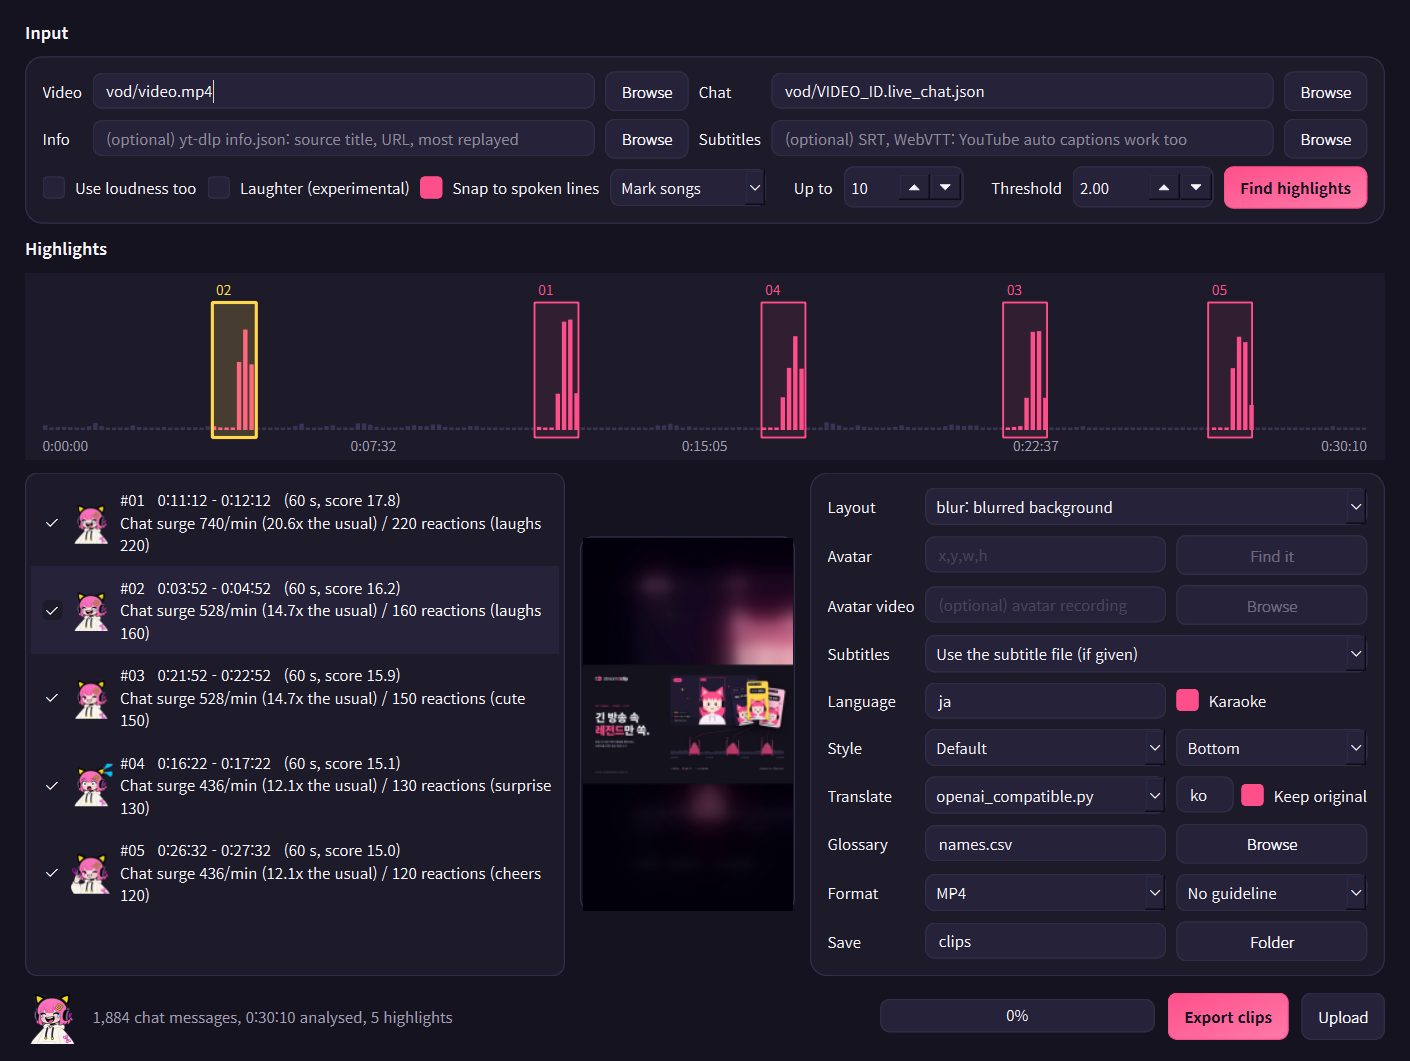 Input
Video vod/video.mp4 Browse Chat vod/VIDEO_ID.live_chat.json Browse
Info (optional) yt-dlp info.json: source title, URL, most replayed Browse Subtitles (optional) SRT, WebVTT: YouTube auto captions work too Browse
Use loudness too Laughter (experimental) Snap to spoken lines Mark songs Up to 10 Threshold 2.00 Find highlights
Highlights
02 01 04 03 05
0:00:00 0:07:32 0:15:05 0:22:37 0:30:10
#01 0:11:12 - 0:12:12 (60 s, score 17.8)
Chat surge 740/min (20.6x the usual) / 220 reactions (laughs
220)
#02 0:03:52 - 0:04:52 (60 s, score 16.2)
Chat surge 528/min (14.7x the usual) / 160 reactions (laughs
160)
#03 0:21:52 - 0:22:52 (60 s, score 15.9)
Chat surge 528/min (14.7x the usual) / 150 reactions (cute
150)
#04 0:16:22 - 0:17:22 (60 s, score 15.1)
Chat surge 436/min (12.1x the usual) / 130 reactions (surprise
130)
#05 0:26:32 - 0:27:32 (60 s, score 15.0)
Chat surge 436/min (12.1x the usual) / 120 reactions (cheers
120)
긴 방송 속
레전드만 쏙.
Layout blur: blurred background
Avatar x,y,w,h Find it
Avatar video (optional) avatar recording Browse
Subtitles Use the subtitle file (if given)
Language ja Karaoke
Style Default Bottom
Translate openai_compatible.py ko Keep original
Glossary names.csv Browse
Format MP4 No guideline
Save clips Folder
1,884 chat messages, 0:30:10 analysed, 5 highlights 0% Export clips Upload